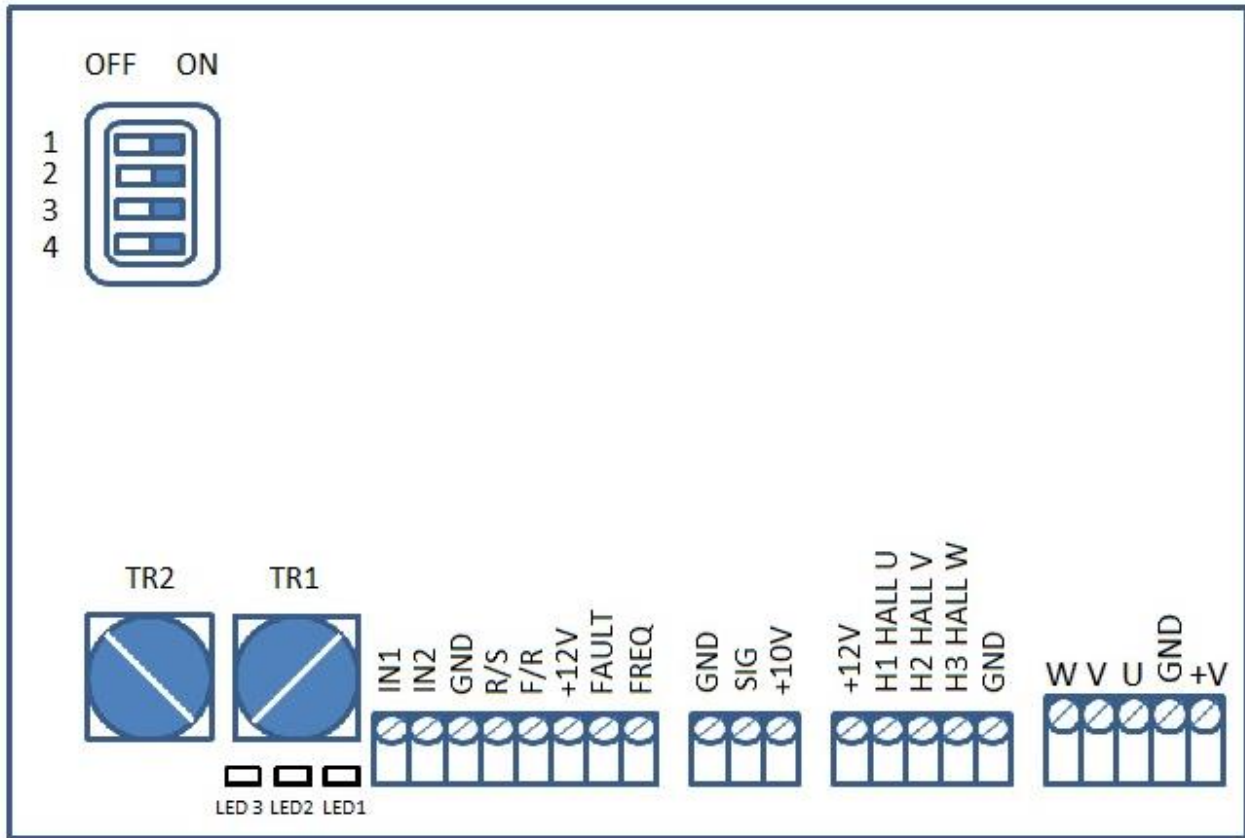 OFF ON
1
2
3
4
TR2 TR1
IN1
IN2
GND
R/S
F/R
+12V
FAULT
FREQ
GND
SIG
+10V
+12V
H1 HALL U
H2 HALL V
H3 HALL W
GND
W V U GND +V
LED 3 LED2 LED1